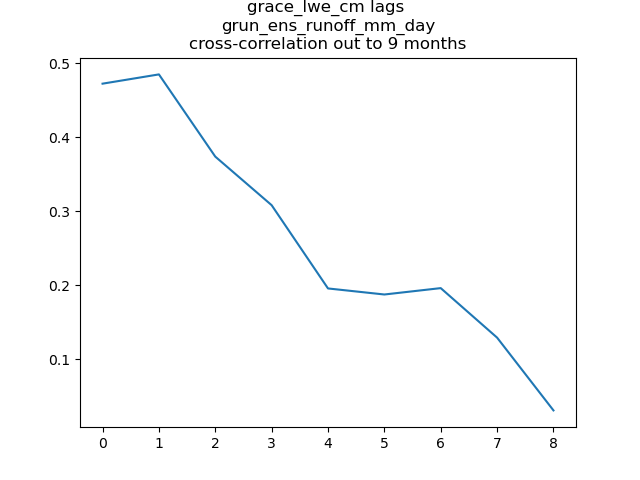 grace_lwe_cm lags
grun_ens_runoff_mm_day
cross-correlation out to 9 months
0.5
0.4
0.3
0.2
0.1
0 1 2 3 4 5 6 7 8